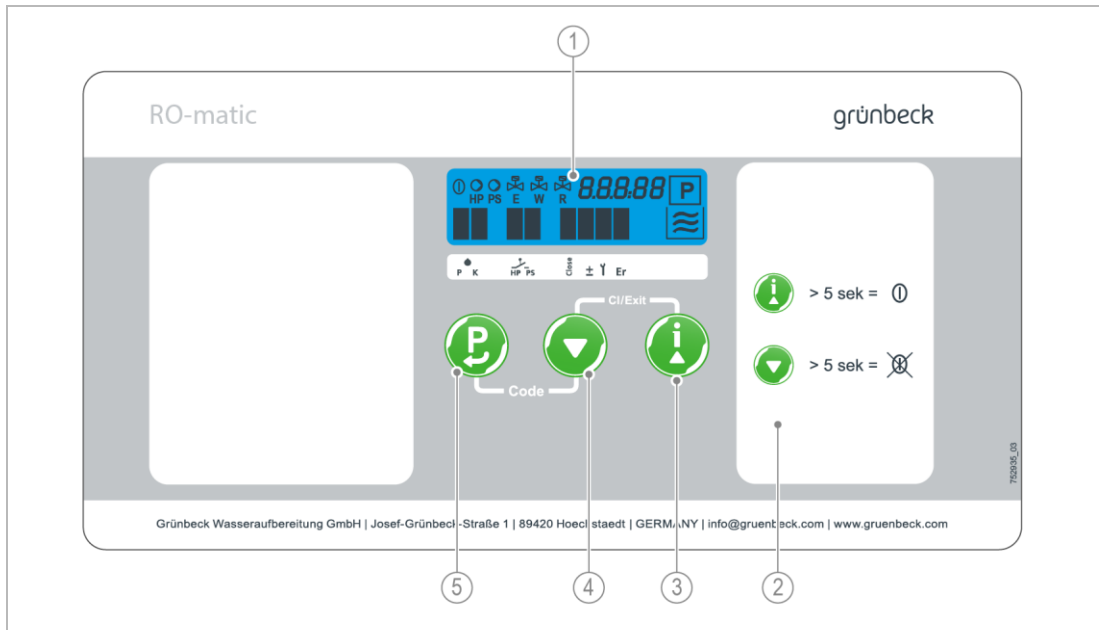 1
RO-matic grünbeck
8.8.8:8.8 P
HP PS E W R
P K HP PS Close ± Er
i > 5 sek =
Cl/Exit
P i
> 5 sek =
Code
752935_03
Grünbeck Wasseraufbereitung GmbH | Josef-Grünbeck-Straße 1 | 89420 Hoechstaedt | GERMANY | info@gruenbeck.com | www.gruenbeck.com
5 4 3 2